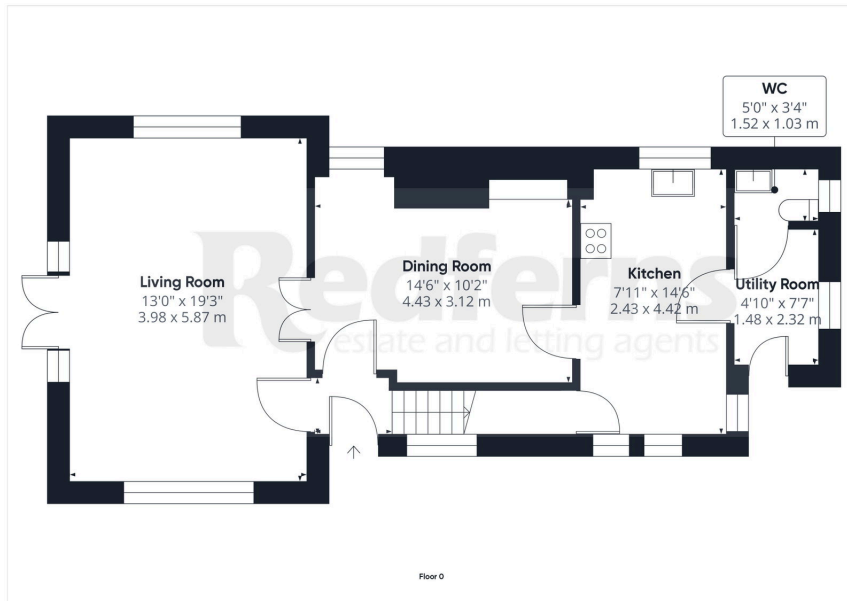 WC
5'0" x 3'4"
1.52 x 1.03 m
Living Room
13'0" x 19'3"
3.98 x 5.87 m
Dining Room
14'6" x 10'2"
4.43 x 3.12 m
Kitchen
7'11" x 14'6"
2.43 x 4.42 m
Utility Room
4'10" x 7'7"
1.48 x 2.32 m
Redferns
estate and letting agents
Floor 0